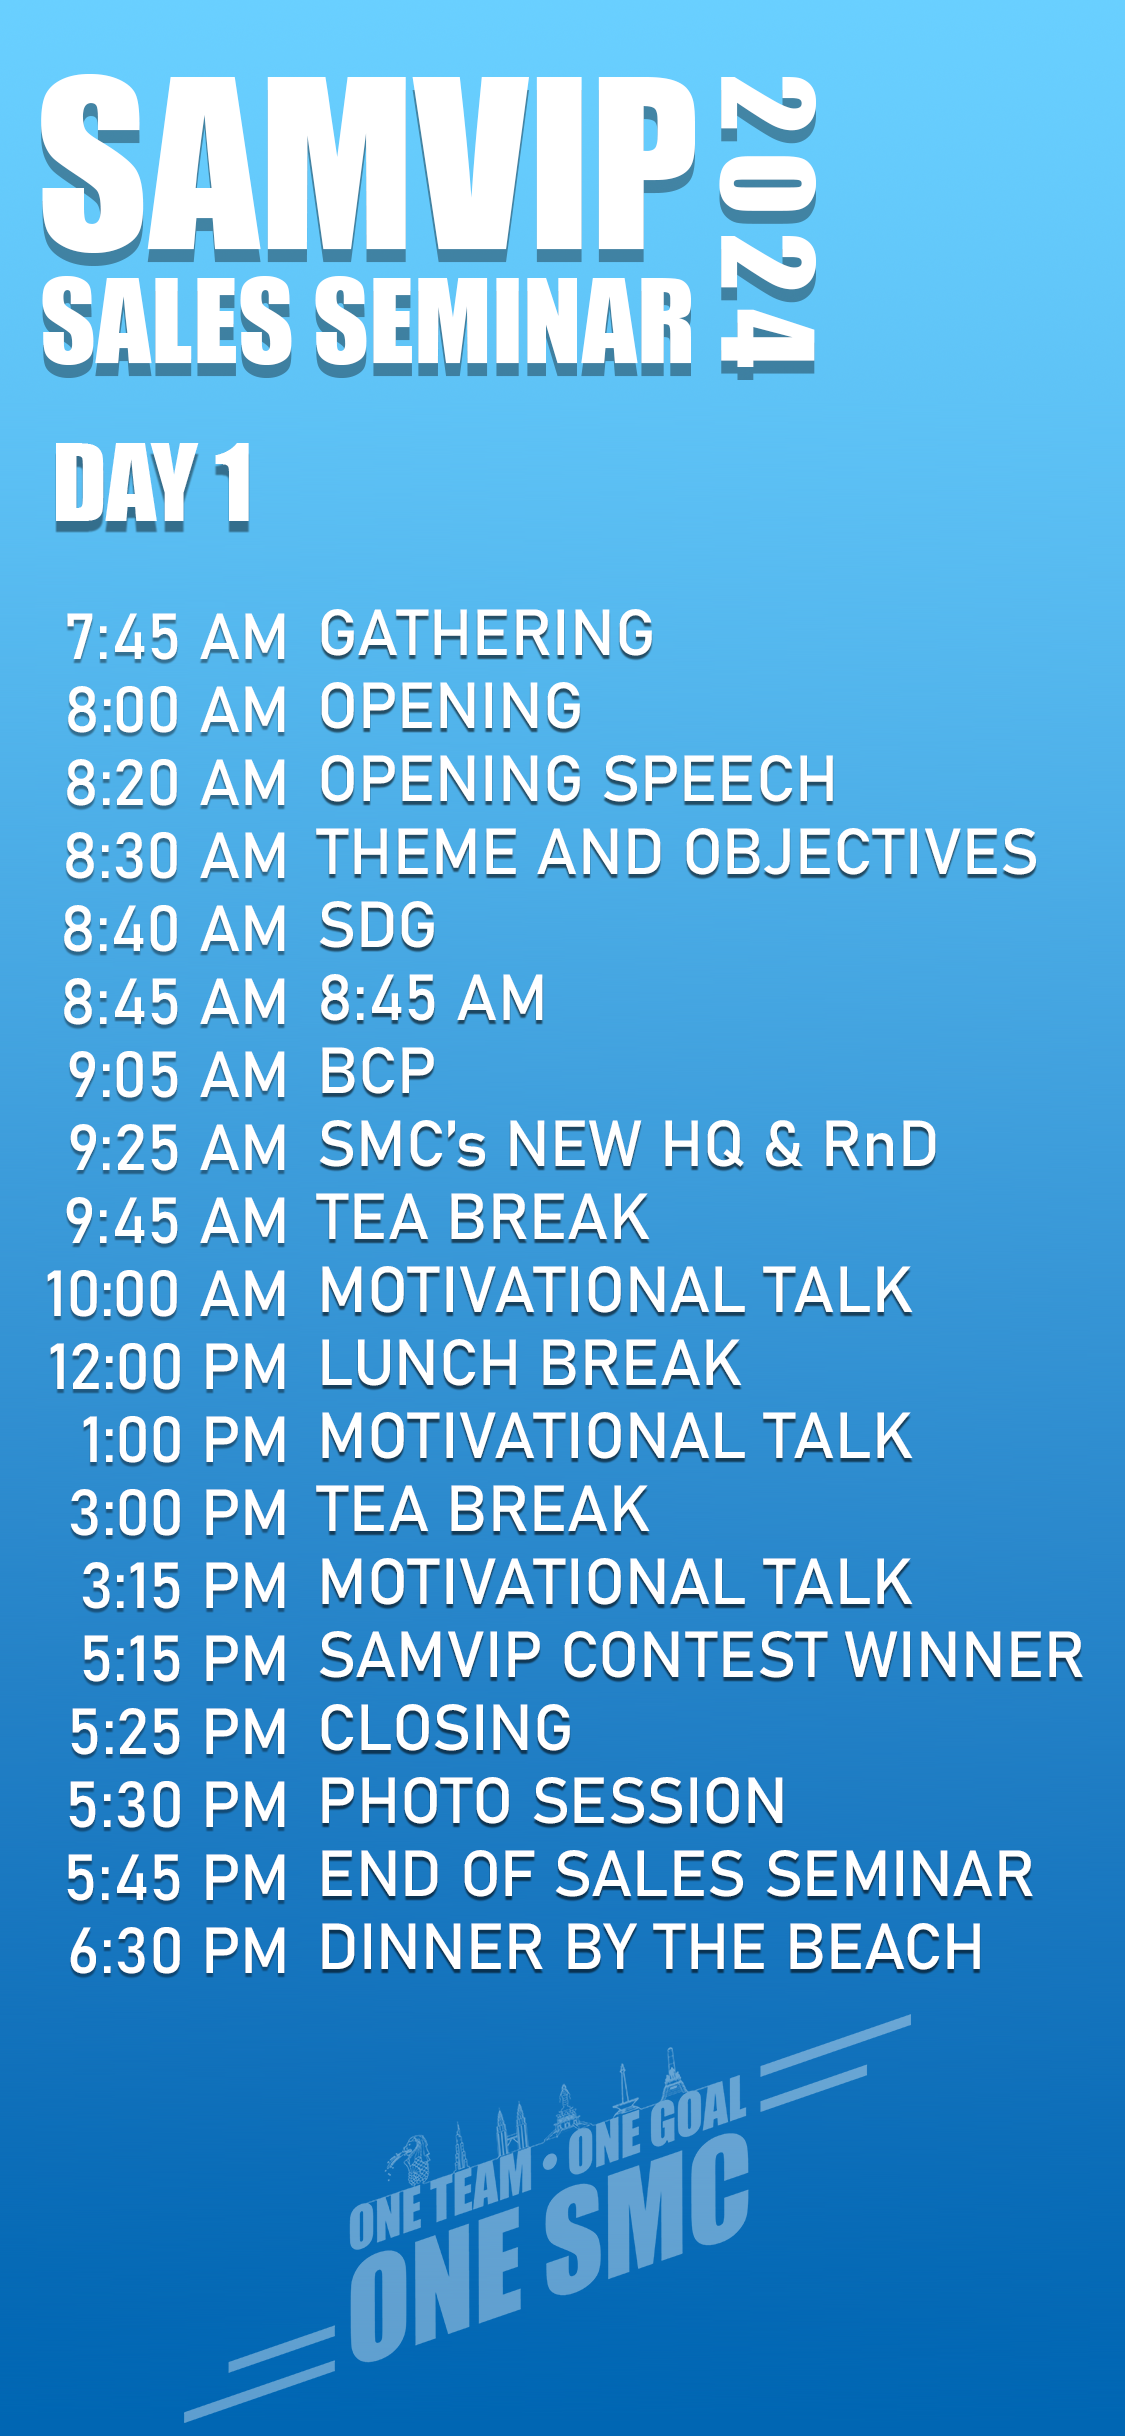 SAMVIP
SALES SEMINAR
2024
DAY 1
7:45 AM GATHERING
8:00 AM OPENING
8:20 AM OPENING SPEECH
8:30 AM THEME AND OBJECTIVES
8:40 AM SDG
8:45 AM 8:45 AM
9:05 AM BCP
9:25 AM SMC’s NEW HQ & RnD
9:45 AM TEA BREAK
10:00 AM MOTIVATIONAL TALK
12:00 PM LUNCH BREAK
1:00 PM MOTIVATIONAL TALK
3:00 PM TEA BREAK
3:15 PM MOTIVATIONAL TALK
5:15 PM SAMVIP CONTEST WINNER
5:25 PM CLOSING
5:30 PM PHOTO SESSION
5:45 PM END OF SALES SEMINAR
6:30 PM DINNER BY THE BEACH
ONE TEAM • ONE GOAL
ONE SMC